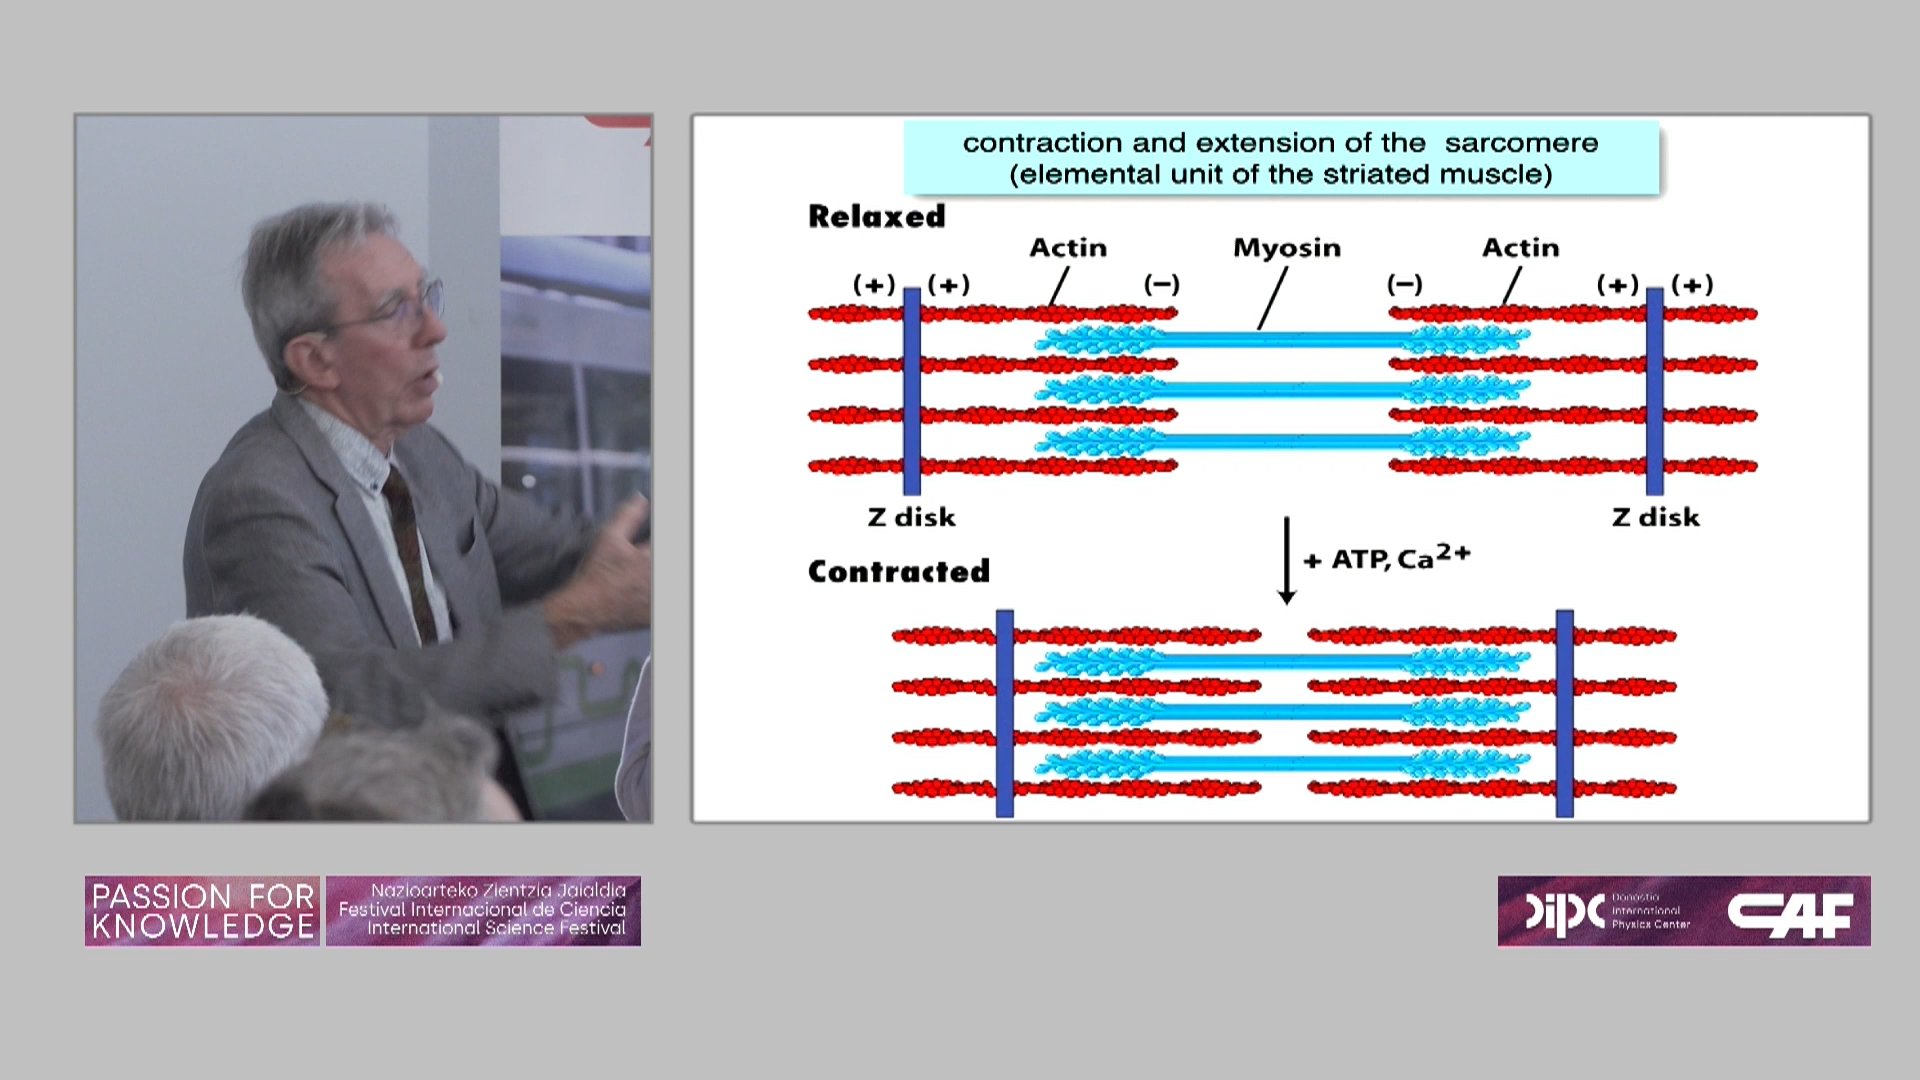 contraction and extension of the sarcomere
(elemental unit of the striated muscle)
Relaxed
Actin Myosin Actin
(+) (+) (−) (−) (+) (+)
Z disk Z disk
+ ATP, Ca2+
Contracted
PASSION FOR
KNOWLEDGE
Nazioarteko Zientzia Jaialdia
Festival Internacional de Ciencia
International Science Festival
DIPC
Donostia
International
Physics Center
CAF